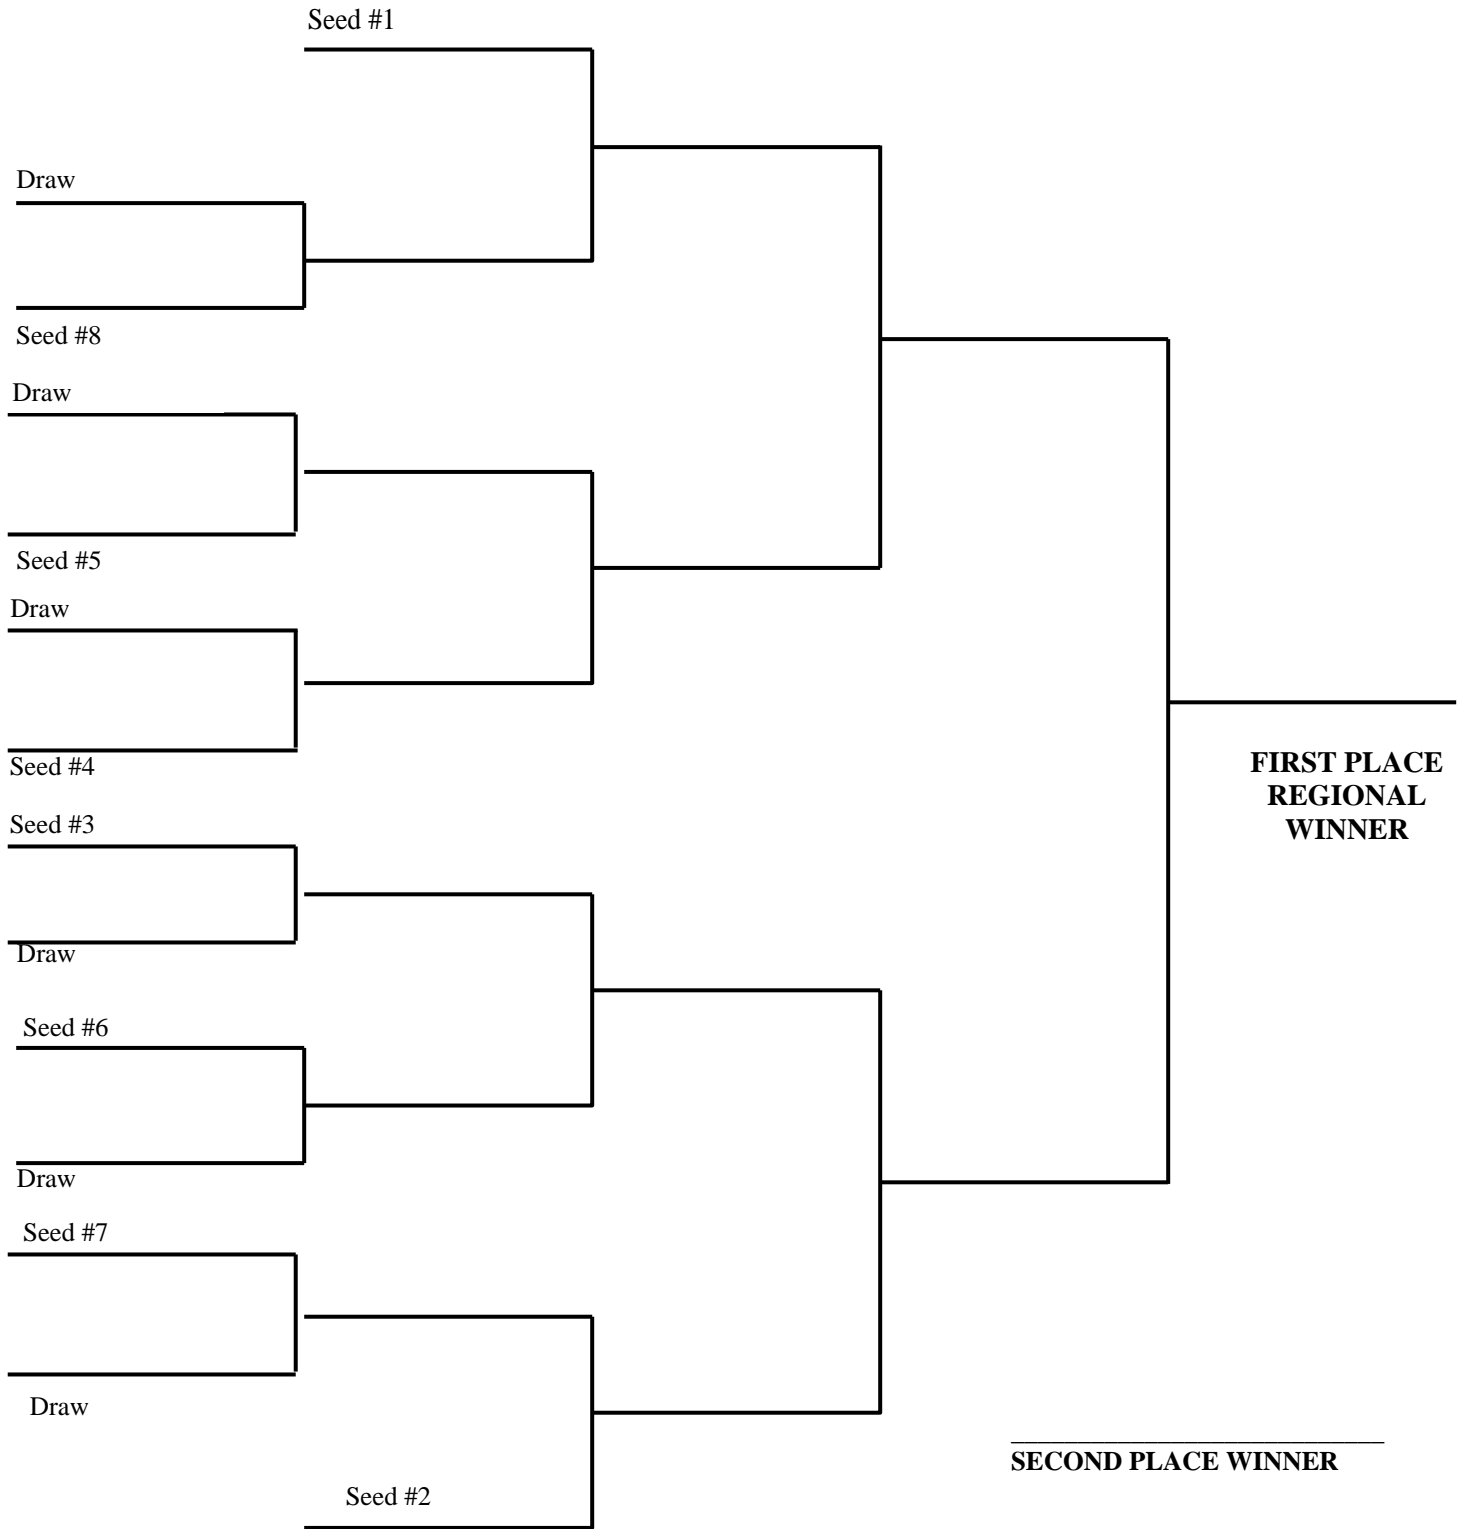 Seed #1
Draw
Seed #8
Draw
Seed #5
Draw
Seed #4
Seed #3
Draw
Seed #6
Draw
Seed #7
Draw
Seed #2
FIRST PLACE
REGIONAL
WINNER
SECOND PLACE WINNER